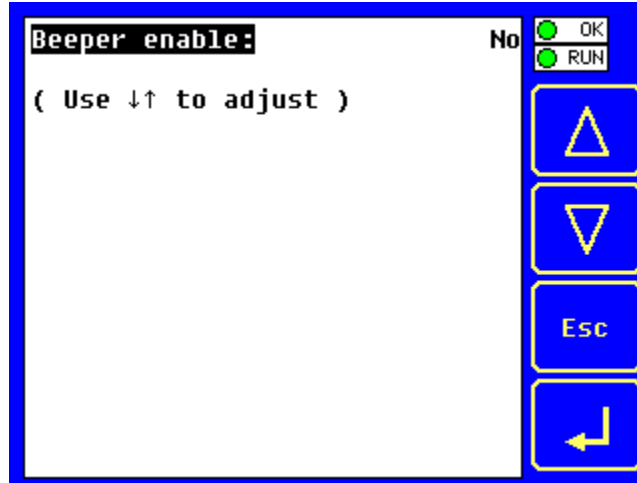 Beeper enable: No
( Use ↓↑ to adjust )
OK
RUN
Esc